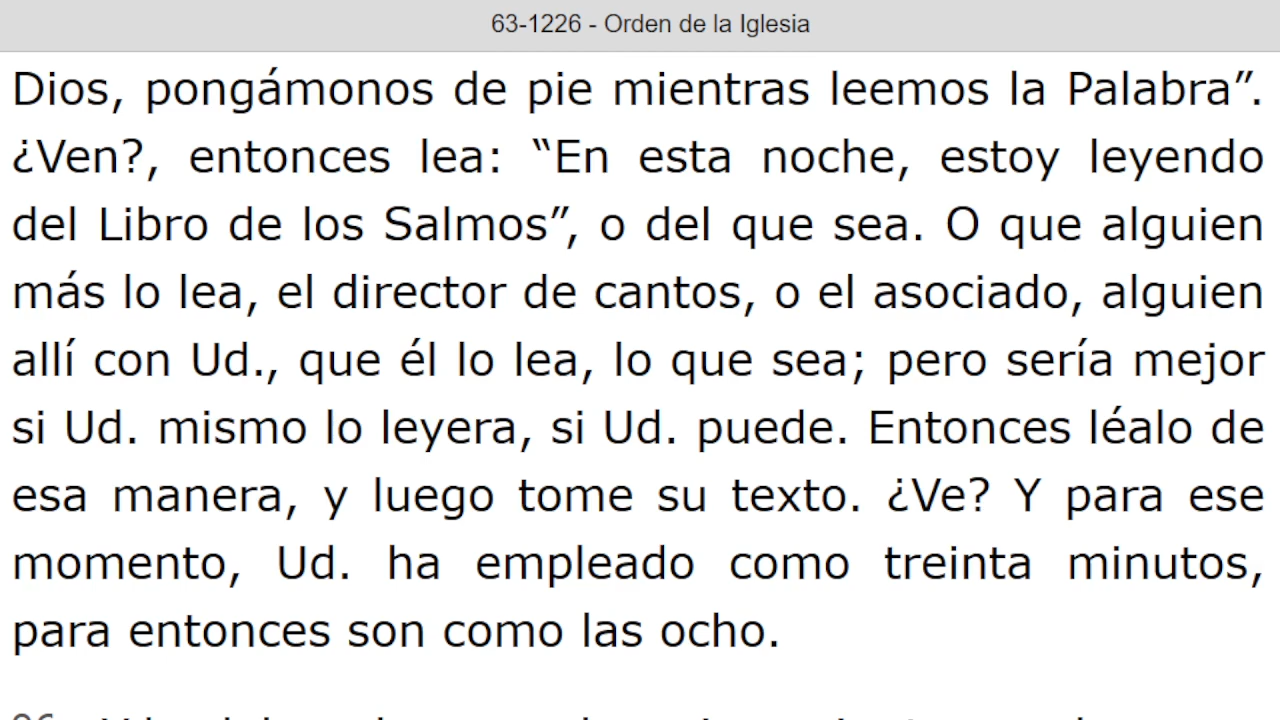 63-1226 - Orden de la Iglesia
Dios, pongámonos de pie mientras leemos la Palabra”.
¿Ven?, entonces lea: “En esta noche, estoy leyendo
del Libro de los Salmos”, o del que sea. O que alguien
más lo lea, el director de cantos, o el asociado, alguien
allí con Ud., que él lo lea, lo que sea; pero sería mejor
si Ud. mismo lo leyera, si Ud. puede. Entonces léalo de
esa manera, y luego tome su texto. ¿Ve? Y para ese
momento, Ud. ha empleado como treinta minutos,
para entonces son como las ocho.